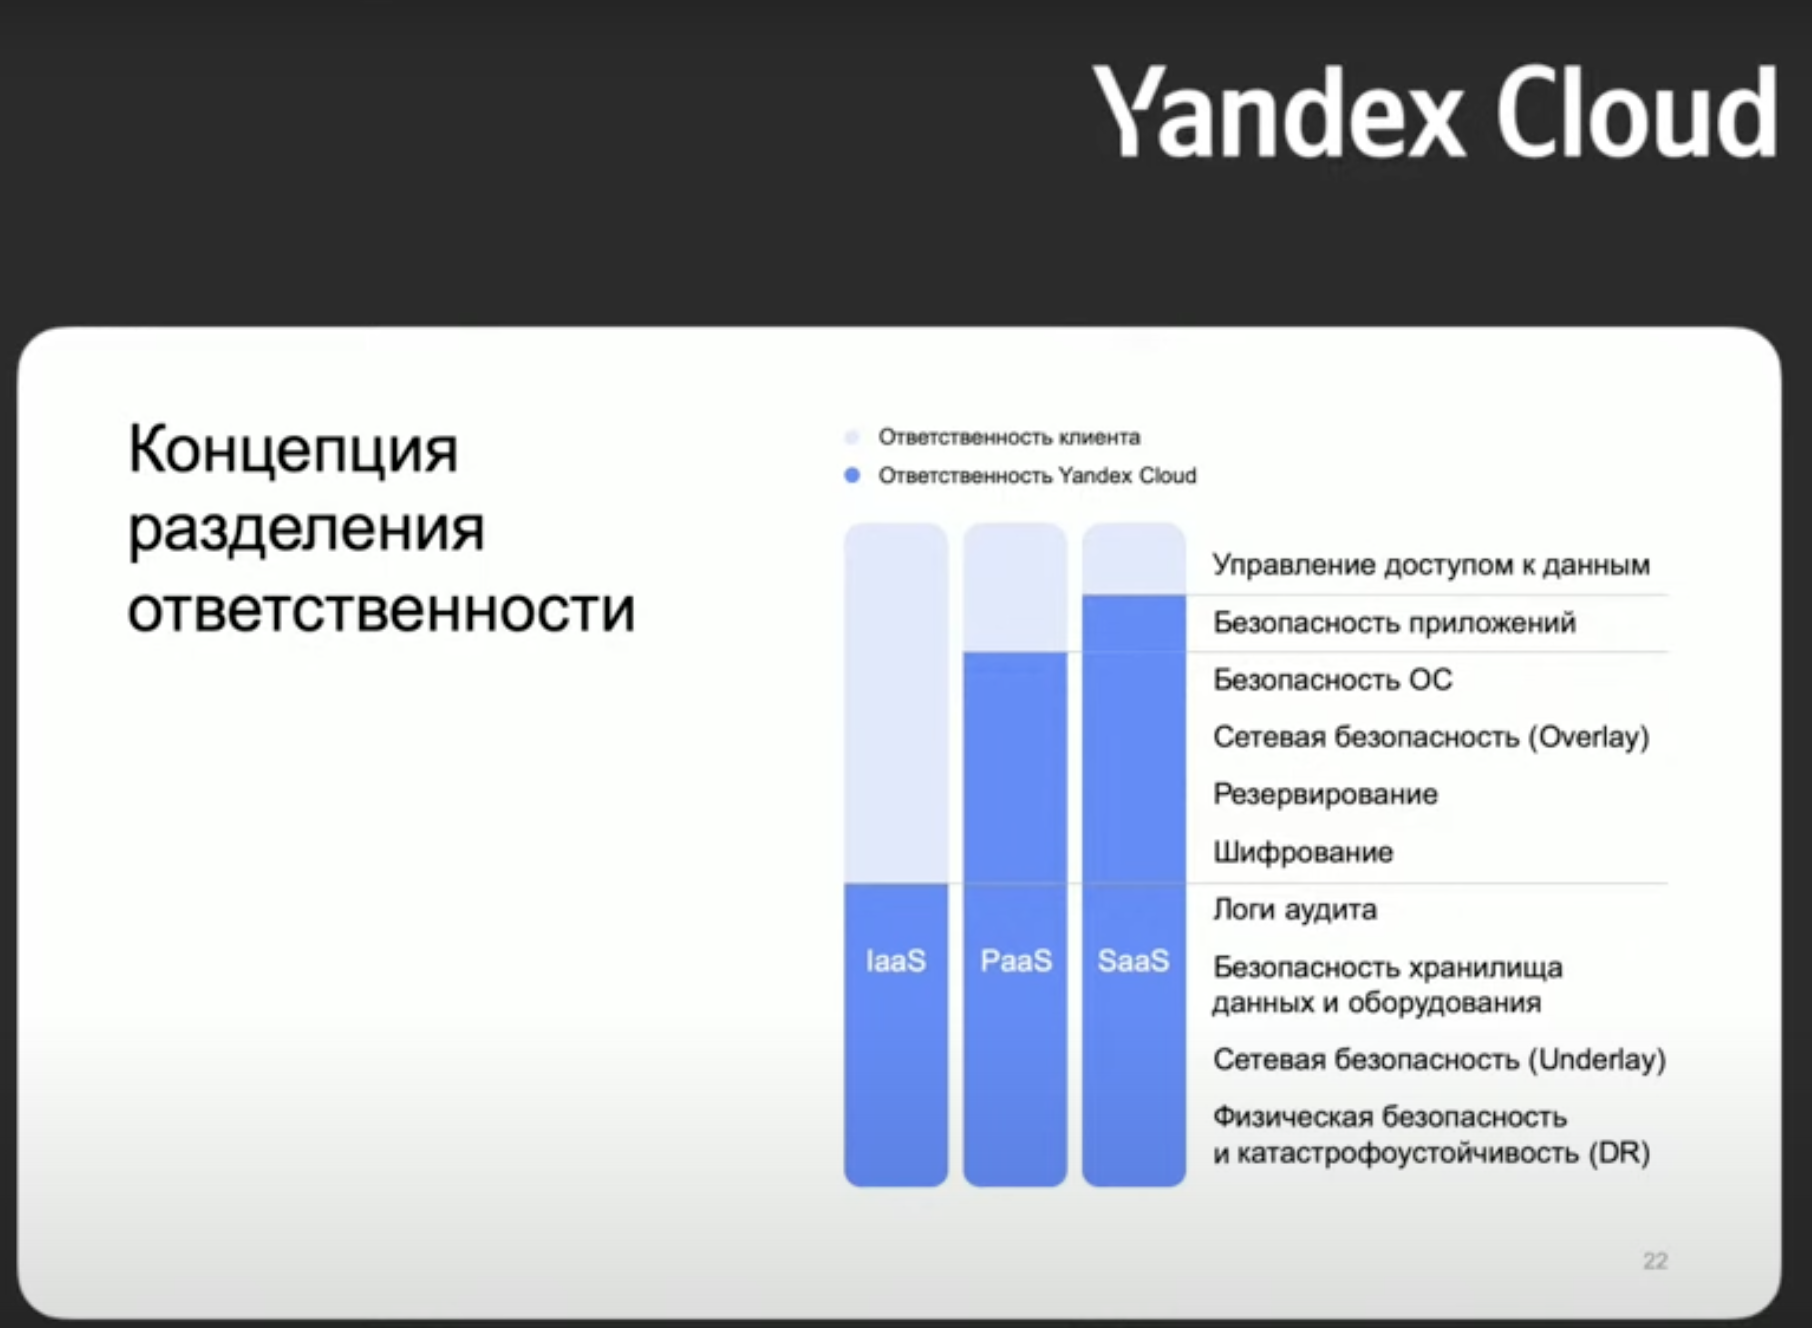 Yandex Cloud
Концепция
разделения
ответственности
Ответственность клиента
Ответственность Yandex Cloud
IaaS
PaaS
SaaS
Управление доступом к данным
Безопасность приложений
Безопасность ОС
Сетевая безопасность (Overlay)
Резервирование
Шифрование
Логи аудита
Безопасность хранилища
данных и оборудования
Сетевая безопасность (Underlay)
Физическая безопасность
и катастрофоустойчивость (DR)
22